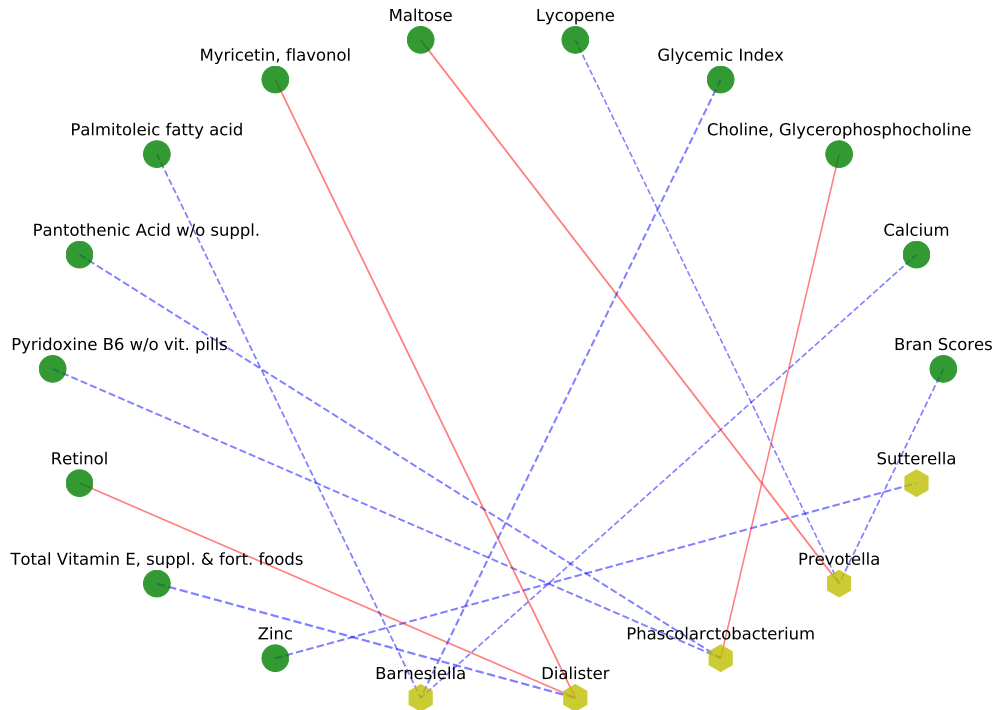 Maltose
Lycopene
Myricetin, flavonol
Glycemic Index
Palmitoleic fatty acid
Choline, Glycerophosphocholine
Pantothenic Acid w/o suppl.
Calcium
Pyridoxine B6 w/o vit. pills
Bran Scores
Retinol
Sutterella
Total Vitamin E, suppl. & fort. foods
Prevotella
Zinc
Phascolarctobacterium
Barnesiella
Dialister